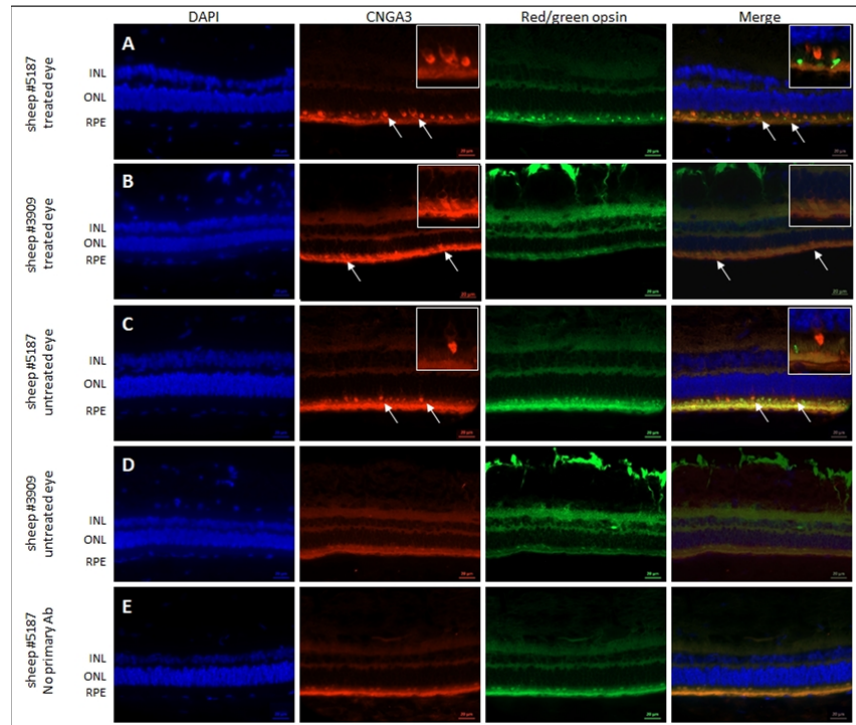 DAPI CNGA3 Red/green opsin Merge
sheep #5187
treated eye
A
INL
ONL
RPE
sheep #3909
treated eye
B
INL
ONL
RPE
sheep #5187
untreated eye
C
INL
ONL
RPE
sheep #3909
untreated eye
D
INL
ONL
RPE
sheep #5187
No primary Ab
E
INL
ONL
RPE